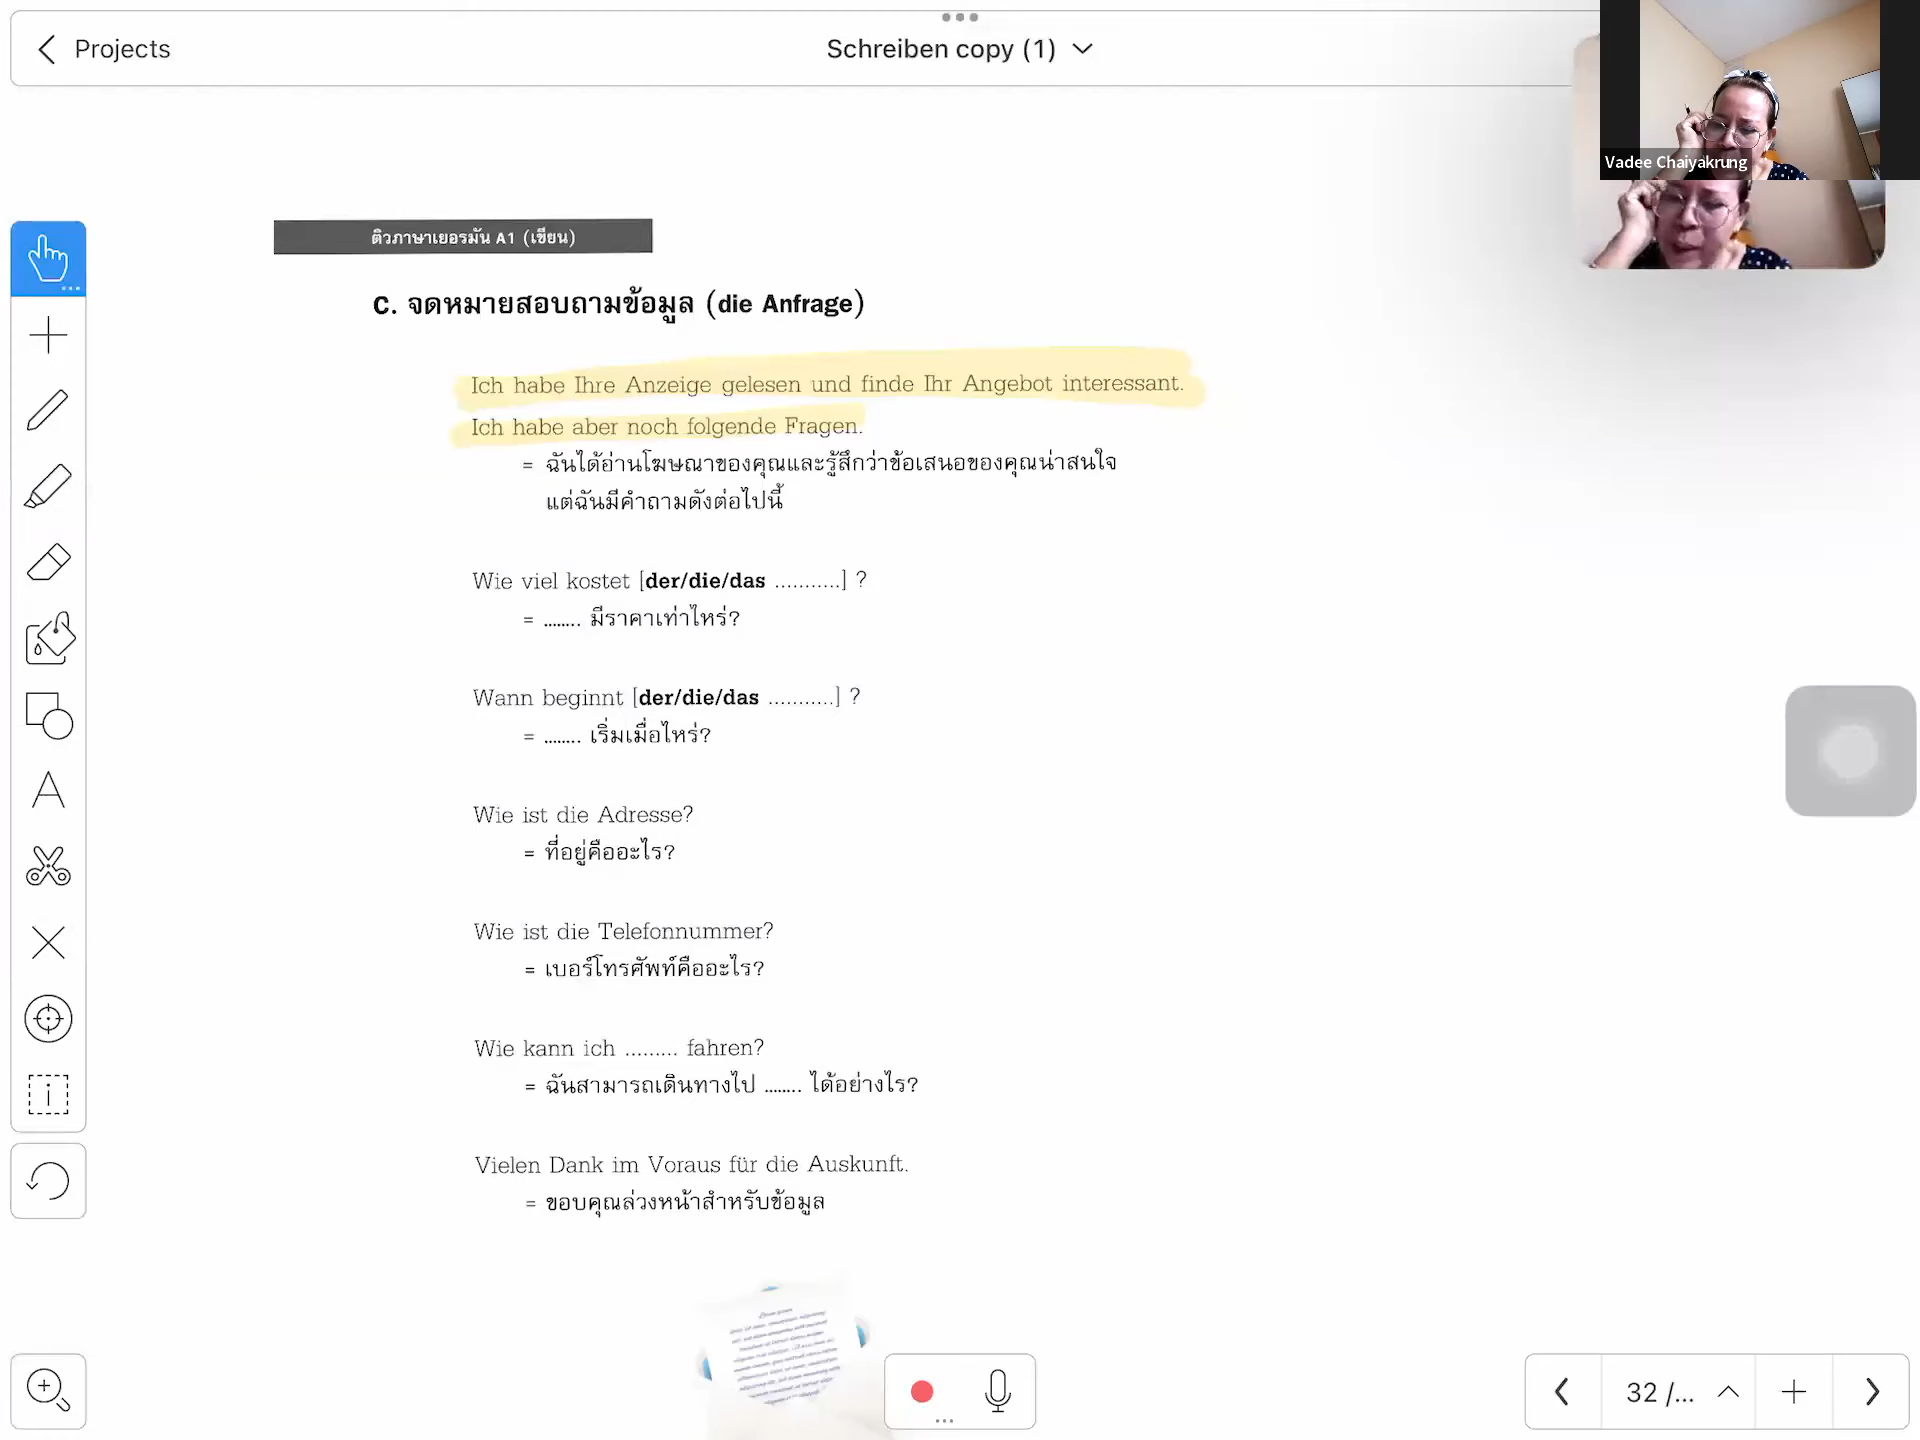 Projects
Schreiben copy (1)
Vadee Chaiyakrung
ติวภาษาเยอรมัน A1 (เขียน)
C. จดหมายสอบถามข้อมูล (die Anfrage)
Ich habe Ihre Anzeige gelesen und finde Ihr Angebot interessant.
Ich habe aber noch folgende Fragen.
= ฉันได้อ่านโฆษณาของคุณและรู้สึกว่าข้อเสนอของคุณน่าสนใจ
แต่ฉันมีคำถามดังต่อไปนี้
Wie viel kostet [der/die/das ...........] ?
= ........ มีราคาเท่าไหร่?
Wann beginnt [der/die/das ...........] ?
= ........ เริ่มเมื่อไหร่?
Wie ist die Adresse?
= ที่อยู่คืออะไร?
Wie ist die Telefonnummer?
= เบอร์โทรศัพท์คืออะไร?
Wie kann ich ......... fahren?
= ฉันสามารถเดินทางไป ........ ได้อย่างไร?
Vielen Dank im Voraus für die Auskunft.
= ขอบคุณล่วงหน้าสำหรับข้อมูล
32 /...